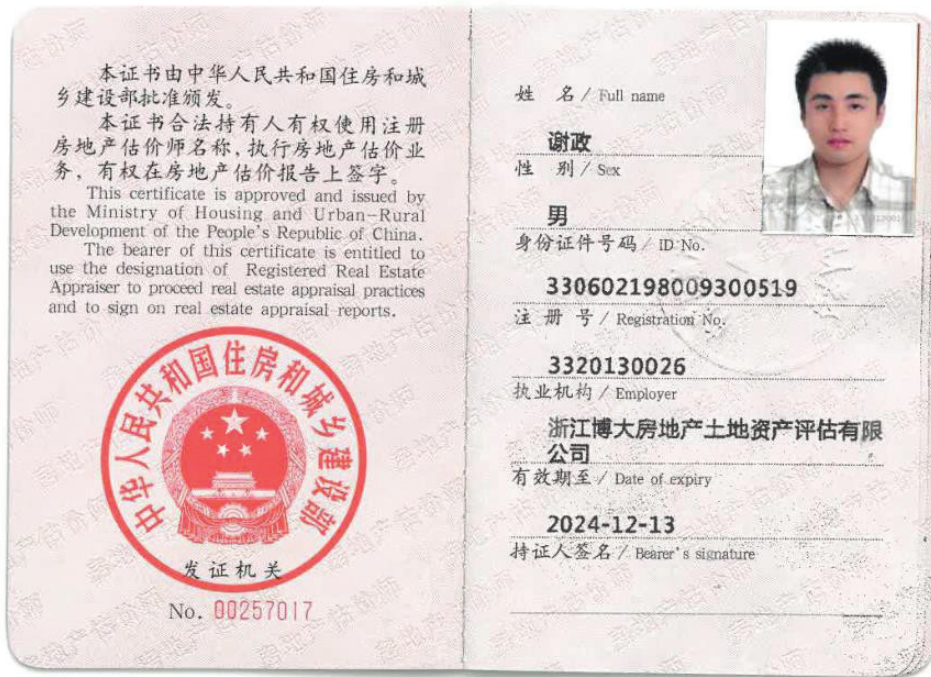 本证书由中华人民共和国住房和城
乡建设部批准颁发。
本证书合法持有人有权使用注册
房地产估价师名称，执行房地产估价业
务，有权在房地产估价报告上签字。
This certificate is approved and issued by
the Ministry of Housing and Urban-Rural
Development of the People's Republic of China.
The bearer of this certificate is entitled to
use the designation of Registered Real Estate
Appraiser to proceed real estate appraisal practices
and to sign on real estate appraisal reports.
中华人民共和国住房和城乡建设部
发证机关
No. 00257017
姓 名 / Full name
谢政
性 别 / Sex
男
身份证件号码 / ID No.
330602198009300519
注 册 号 / Registration No.
3320130026
执业机构 / Employer
浙江博大房地产土地资产评估有限
公司
有效期至 / Date of expiry
2024-12-13
持证人签名 / Bearer's signature